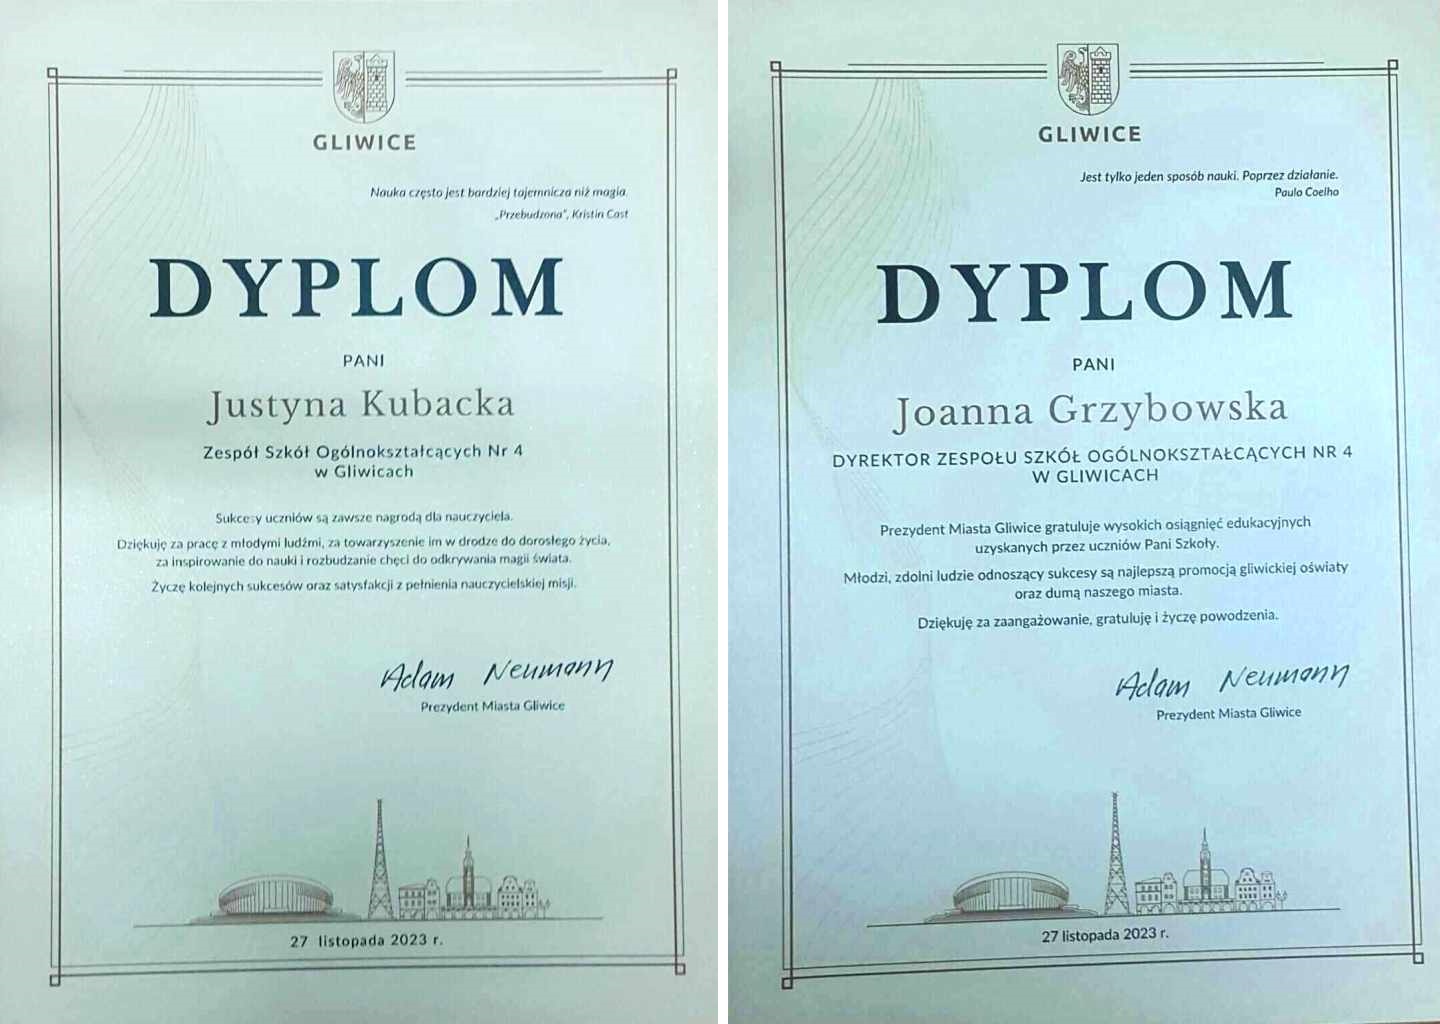 GLIWICE
Nauka często jest bardziej tajemnicza niż magia.
„Przebudzona", Kristin Cast
DYPLOM
PANI
Justyna Kubacka
Zespół Szkół Ogólnokształcących Nr 4
w Gliwicach
Sukcesy uczniów są zawsze nagrodą dla nauczyciela.
Dziękuję za pracę z młodymi ludźmi, za towarzyszenie im w drodze do dorosłego życia,
za inspirowanie do nauki i rozbudzanie chęci do odkrywania magii świata.
Życzę kolejnych sukcesów oraz satysfakcji z pełnienia nauczycielskiej misji.
Adam Neumann
Prezydent Miasta Gliwice
27 listopada 2023 r.
GLIWICE
Jest tylko jeden sposób nauki. Poprzez działanie.
Paulo Coelho
DYPLOM
PANI
Joanna Grzybowska
DYREKTOR ZESPOŁU SZKÓŁ OGÓLNOKSZTAŁCĄCYCH NR 4
W GLIWICACH
Prezydent Miasta Gliwice gratuluje wysokich osiągnięć edukacyjnych
uzyskanych przez uczniów Pani Szkoły.
Młodzi, zdolni ludzie odnoszący sukcesy są najlepszą promocją gliwickiej oświaty
oraz dumą naszego miasta.
Dziękuję za zaangażowanie, gratuluję i życzę powodzenia.
Adam Neumann
Prezydent Miasta Gliwice
27 listopada 2023 r.